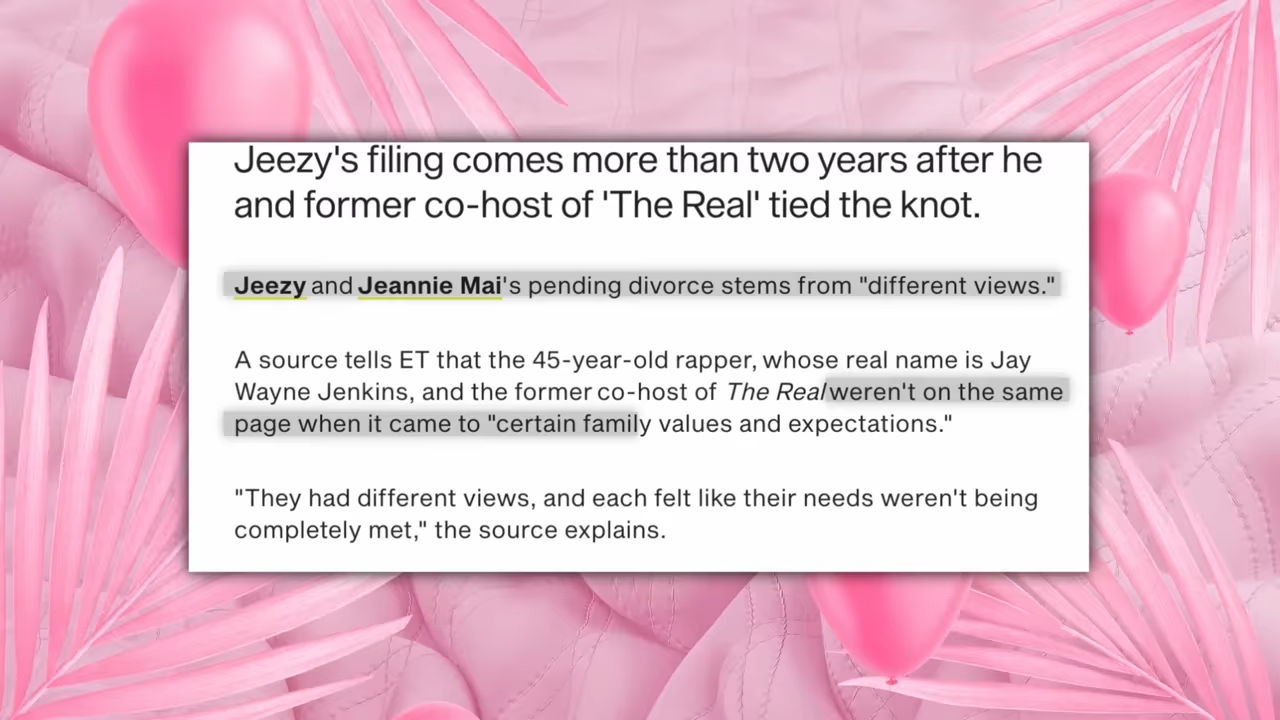 Jeezy's filing comes more than two years after he
and former co-host of 'The Real' tied the knot.
Jeezy and Jeannie Mai's pending divorce stems from "different views."
A source tells ET that the 45-year-old rapper, whose real name is Jay
Wayne Jenkins, and the former co-host of The Real weren't on the same
page when it came to "certain family values and expectations."
"They had different views, and each felt like their needs weren't being
completely met," the source explains.